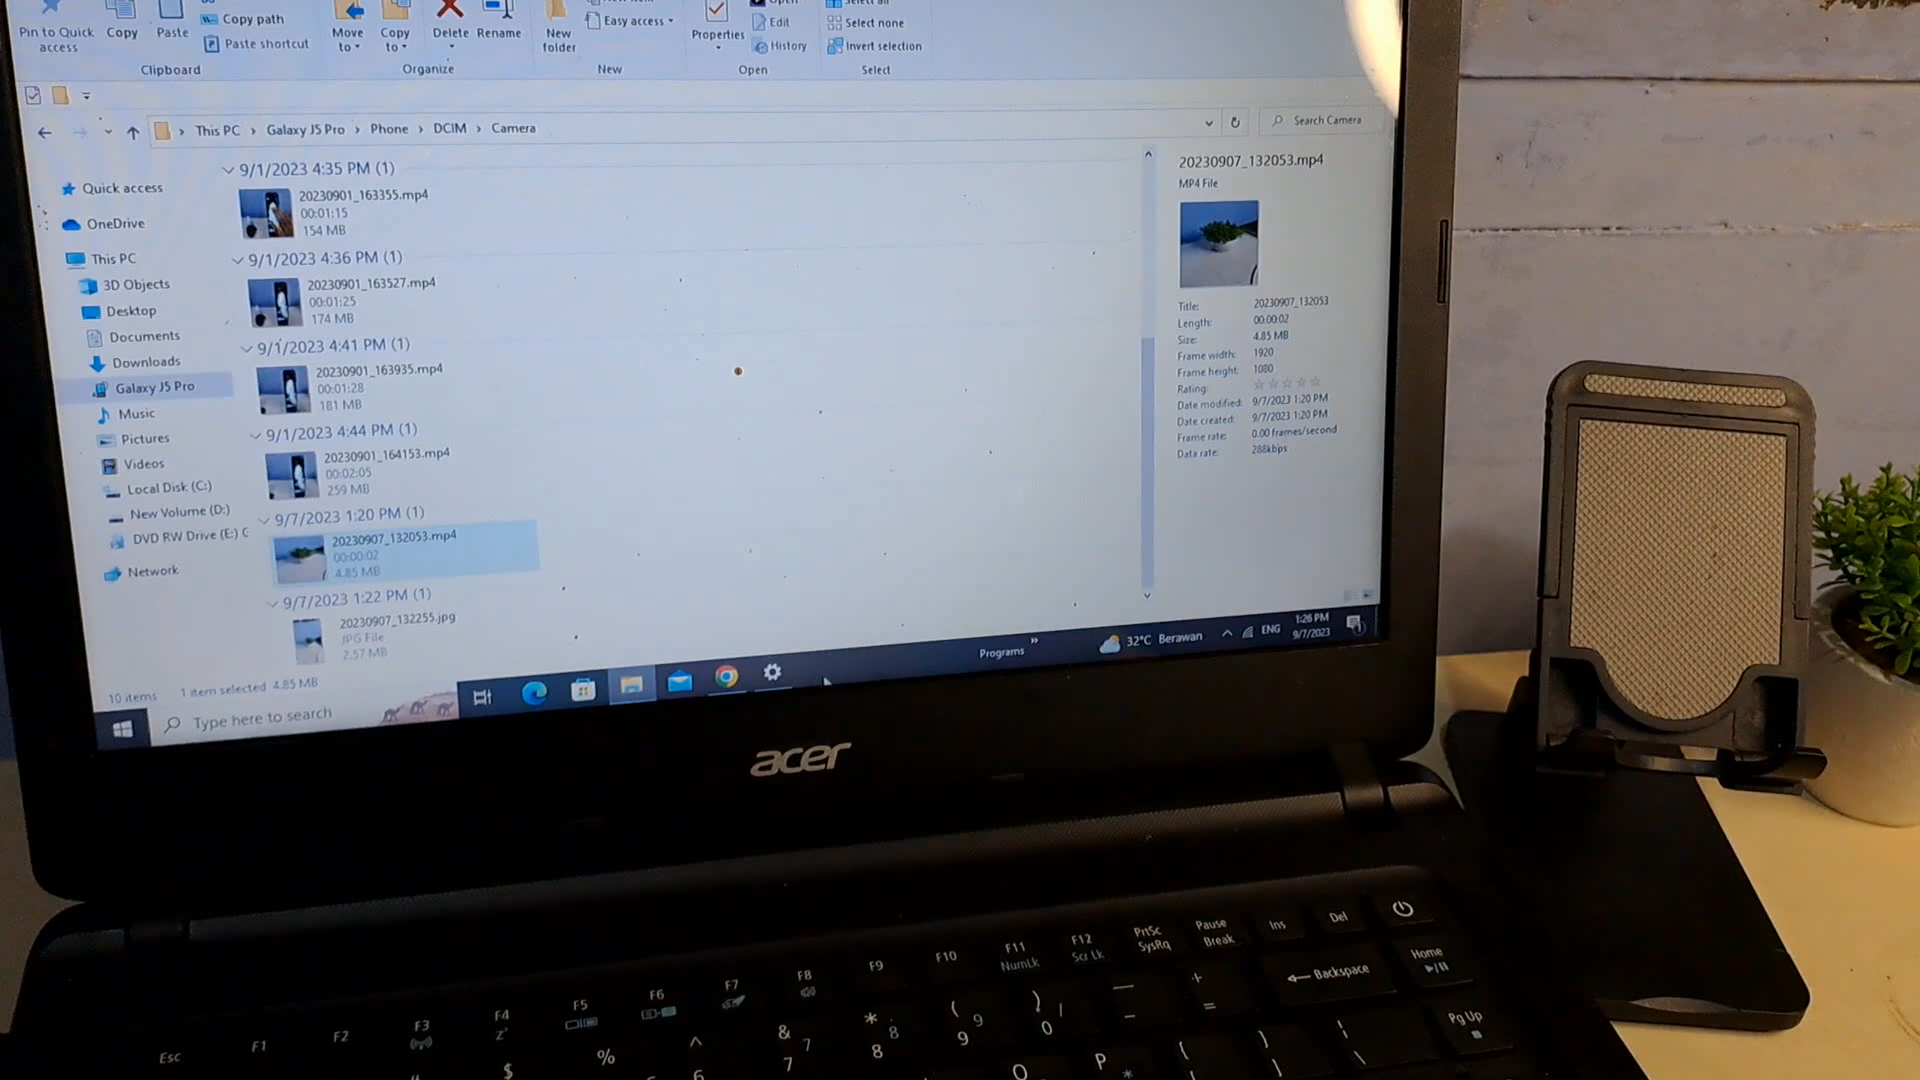 Pin to Quick access
Copy
Paste
Copy path
Paste shortcut
Move to
Copy to
Delete
Rename
New folder
Easy access
Properties
Open
Edit
History
Select all
Select none
Invert selection
Clipboard
Organize
New
Open
Select
This PC > Galaxy J5 Pro > Phone > DCIM > Camera
Search Camera
Quick access
OneDrive
This PC
3D Objects
Desktop
Documents
Downloads
Galaxy J5 Pro
Music
Pictures
Videos
Local Disk (C:)
New Volume (D:)
DVD RW Drive (E:) C
Network
9/1/2023 4:35 PM (1)
20230901_163355.mp4
00:01:15
154 MB
9/1/2023 4:36 PM (1)
20230901_163527.mp4
00:01:25
174 MB
9/1/2023 4:41 PM (1)
20230901_163935.mp4
00:01:28
181 MB
9/1/2023 4:44 PM (1)
20230901_164153.mp4
00:02:05
259 MB
9/7/2023 1:20 PM (1)
20230907_132053.mp4
00:00:02
4.85 MB
9/7/2023 1:22 PM (1)
20230907_132255.jpg
JPG File
2.57 MB
20230907_132053.mp4
MP4 File
Title: 20230907_132053
Length: 00:00:02
Size: 4.85 MB
Frame width: 1920
Frame height: 1080
Rating:
Date modified: 9/7/2023 1:20 PM
Date created: 9/7/2023 1:20 PM
Frame rate: 0.00 frames/second
Data rate: 288kbps
10 items 1 item selected 4.85 MB
Type here to search
Programs
»
32°C Berawan
ENG
1:26 PM
9/7/2023
acer
Esc
F1
F2
F3
F4
F5
F6
F7
F8
F9
F10
F11
NumLk
F12
Scr Lk
PrtSc
SysRq
Pause
Break
Ins
Del
Home
$
%
^
6
&
7
7
*
8
8
(
9
9
)
/
0
_
-
+
=
Backspace
Pg Up
O
P
*
{
[
}
]
|
\